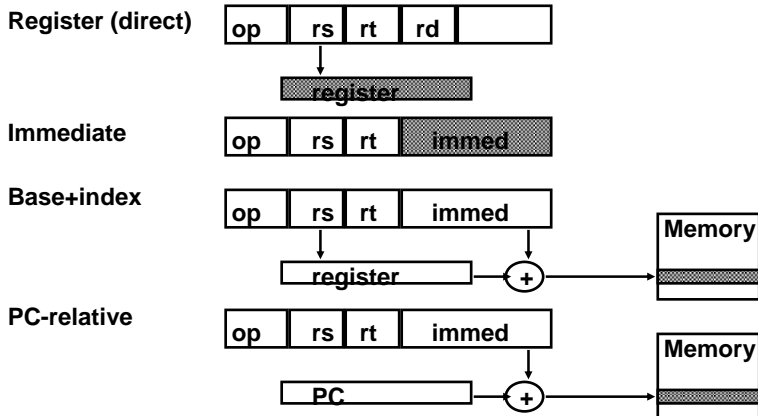 Register (direct)
op rs rt rd
register
Immediate
op rs rt immed
Base+index
op rs rt immed
Memory
register +
PC-relative
op rs rt immed
Memory
PC +